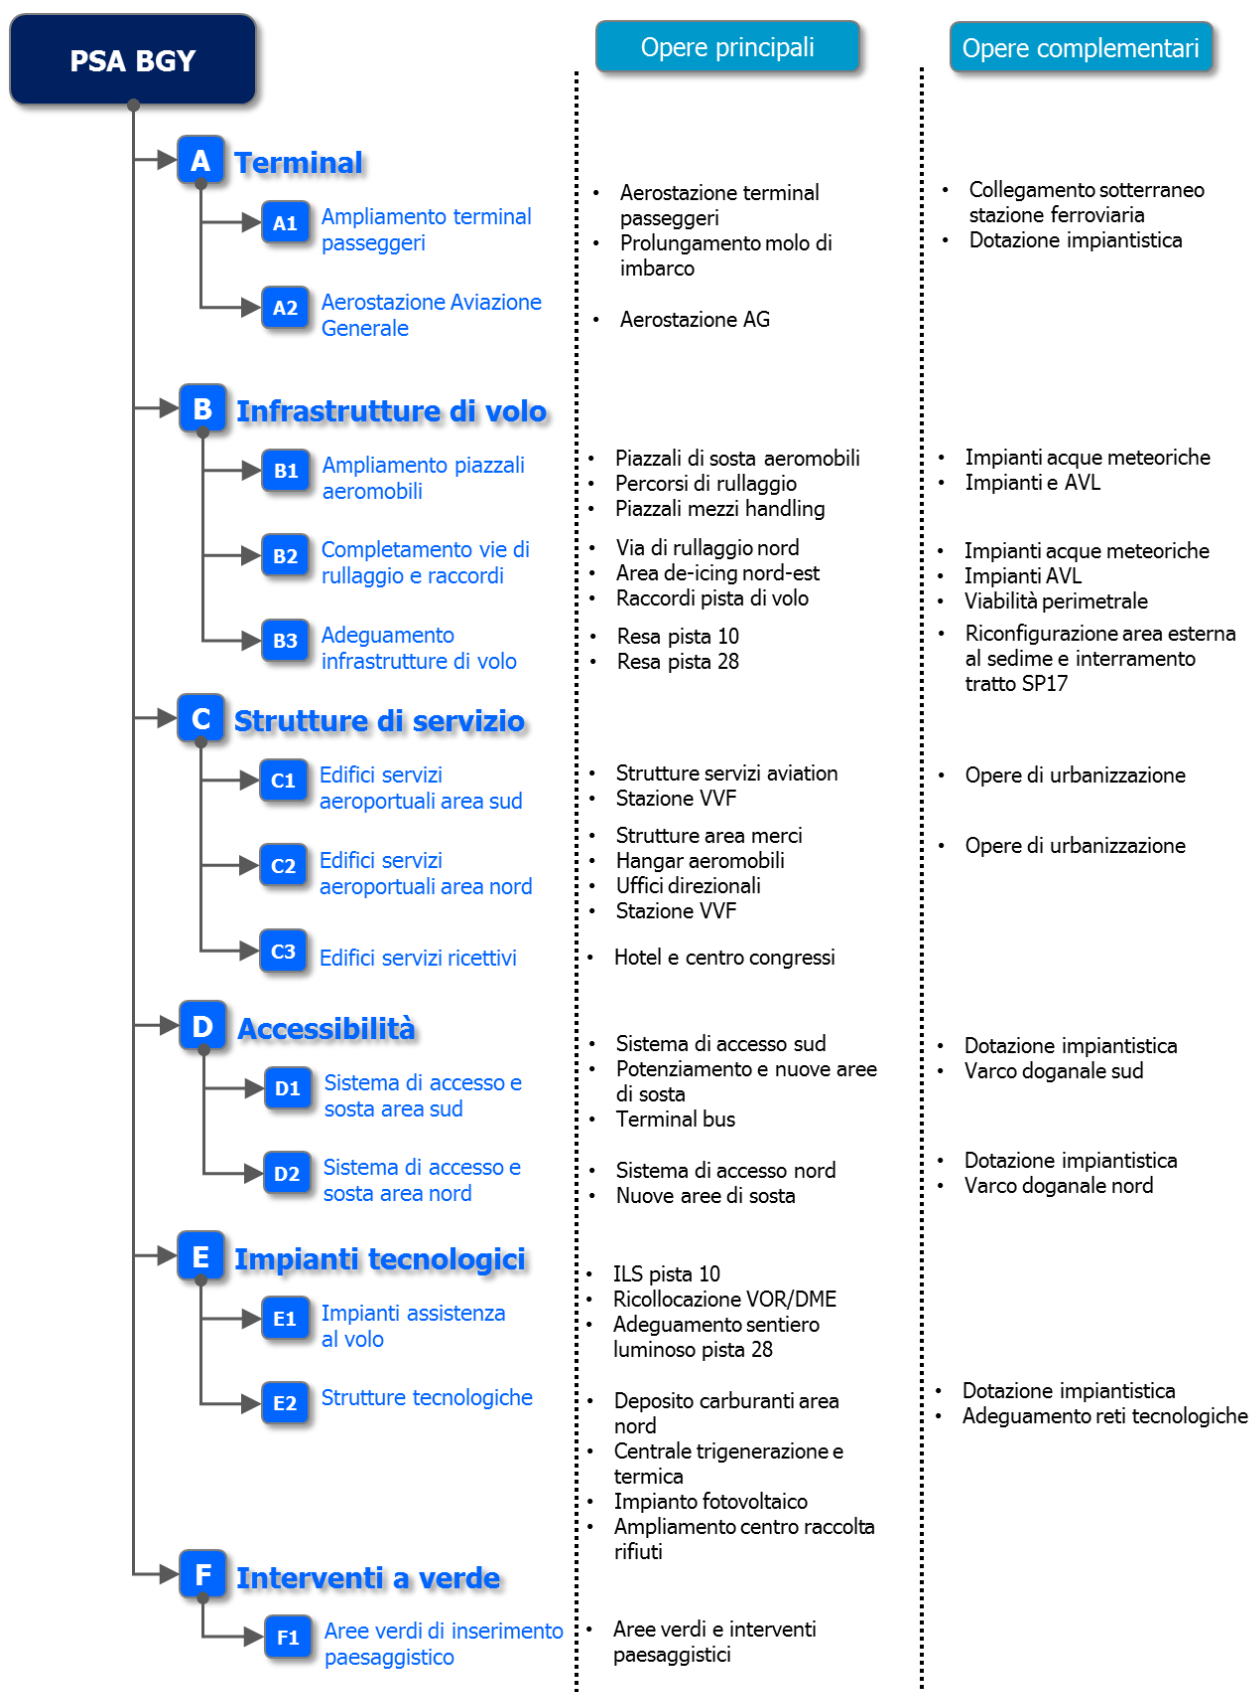 PSA BGY
Opere principali
Opere complementari
A
Terminal
A1
Ampliamento terminal
passeggeri
• Aerostazione terminal
passeggeri
• Prolungamento molo di
imbarco
• Collegamento sotterraneo
stazione ferroviaria
• Dotazione impiantistica
A2
Aerostazione Aviazione
Generale
• Aerostazione AG
B
Infrastrutture di volo
B1
Ampliamento piazzali
aeromobili
• Piazzali di sosta aeromobili
• Percorsi di rullaggio
• Piazzali mezzi handling
• Impianti acque meteoriche
• Impianti e AVL
B2
Completamento vie di
rullaggio e raccordi
• Via di rullaggio nord
• Area de-icing nord-est
• Raccordi pista di volo
• Impianti acque meteoriche
• Impianti AVL
• Viabilità perimetrale
B3
Adeguamento
infrastrutture di volo
• Resa pista 10
• Resa pista 28
• Riconfigurazione area esterna
al sedime e interramento
tratto SP17
C
Strutture di servizio
C1
Edifici servizi
aeroportuali area sud
• Strutture servizi aviation
• Stazione VVF
• Opere di urbanizzazione
C2
Edifici servizi
aeroportuali area nord
• Strutture area merci
• Hangar aeromobili
• Uffici direzionali
• Stazione VVF
• Opere di urbanizzazione
C3
Edifici servizi ricettivi
• Hotel e centro congressi
D
Accessibilità
D1
Sistema di accesso e
sosta area sud
• Sistema di accesso sud
• Potenziamento e nuove aree
di sosta
• Terminal bus
• Dotazione impiantistica
• Varco doganale sud
D2
Sistema di accesso e
sosta area nord
• Sistema di accesso nord
• Nuove aree di sosta
• Dotazione impiantistica
• Varco doganale nord
E
Impianti tecnologici
E1
Impianti assistenza
al volo
• ILS pista 10
• Ricollocazione VOR/DME
• Adeguamento sentiero
luminoso pista 28
E2
Strutture tecnologiche
• Deposito carburanti area
nord
• Centrale trigenerazione e
termica
• Impianto fotovoltaico
• Ampliamento centro raccolta
rifiuti
• Dotazione impiantistica
• Adeguamento reti tecnologiche
F
Interventi a verde
F1
Aree verdi di inserimento
paesaggistico
• Aree verdi e interventi
paesaggistici